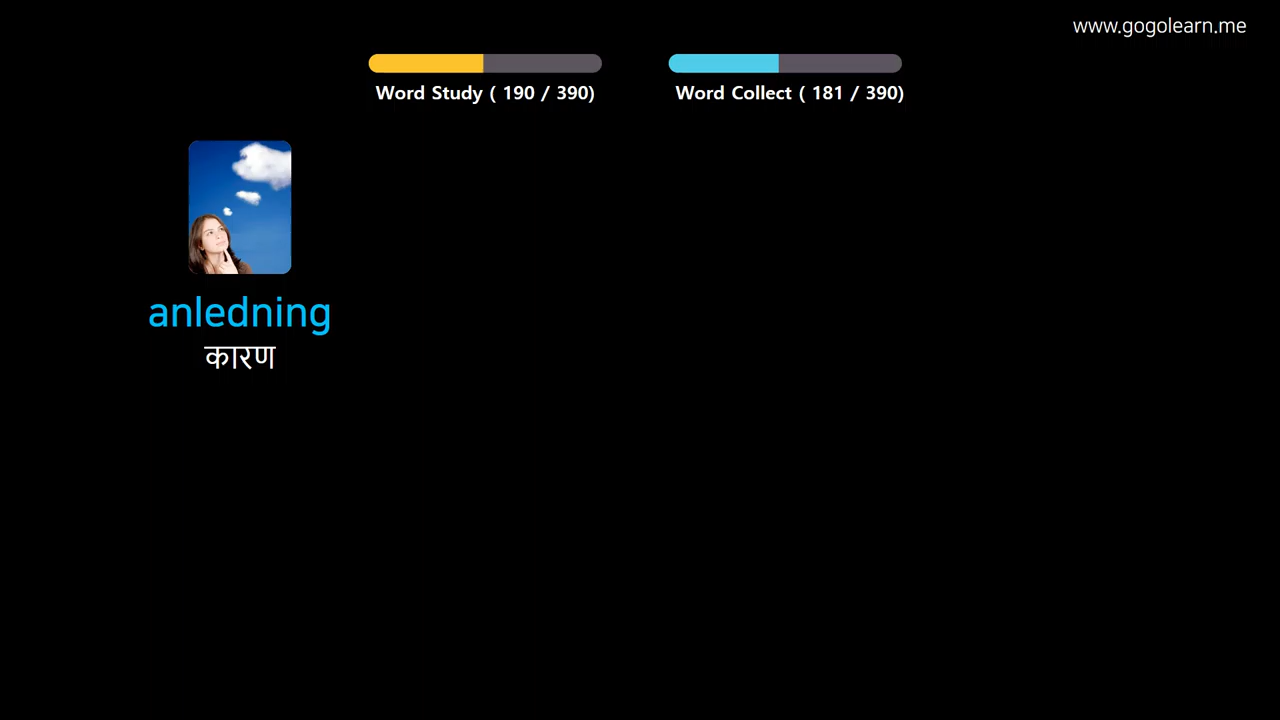 www.gogolearn.me
Word Study ( 190 / 390)
Word Collect ( 181 / 390)
anledning
कारण